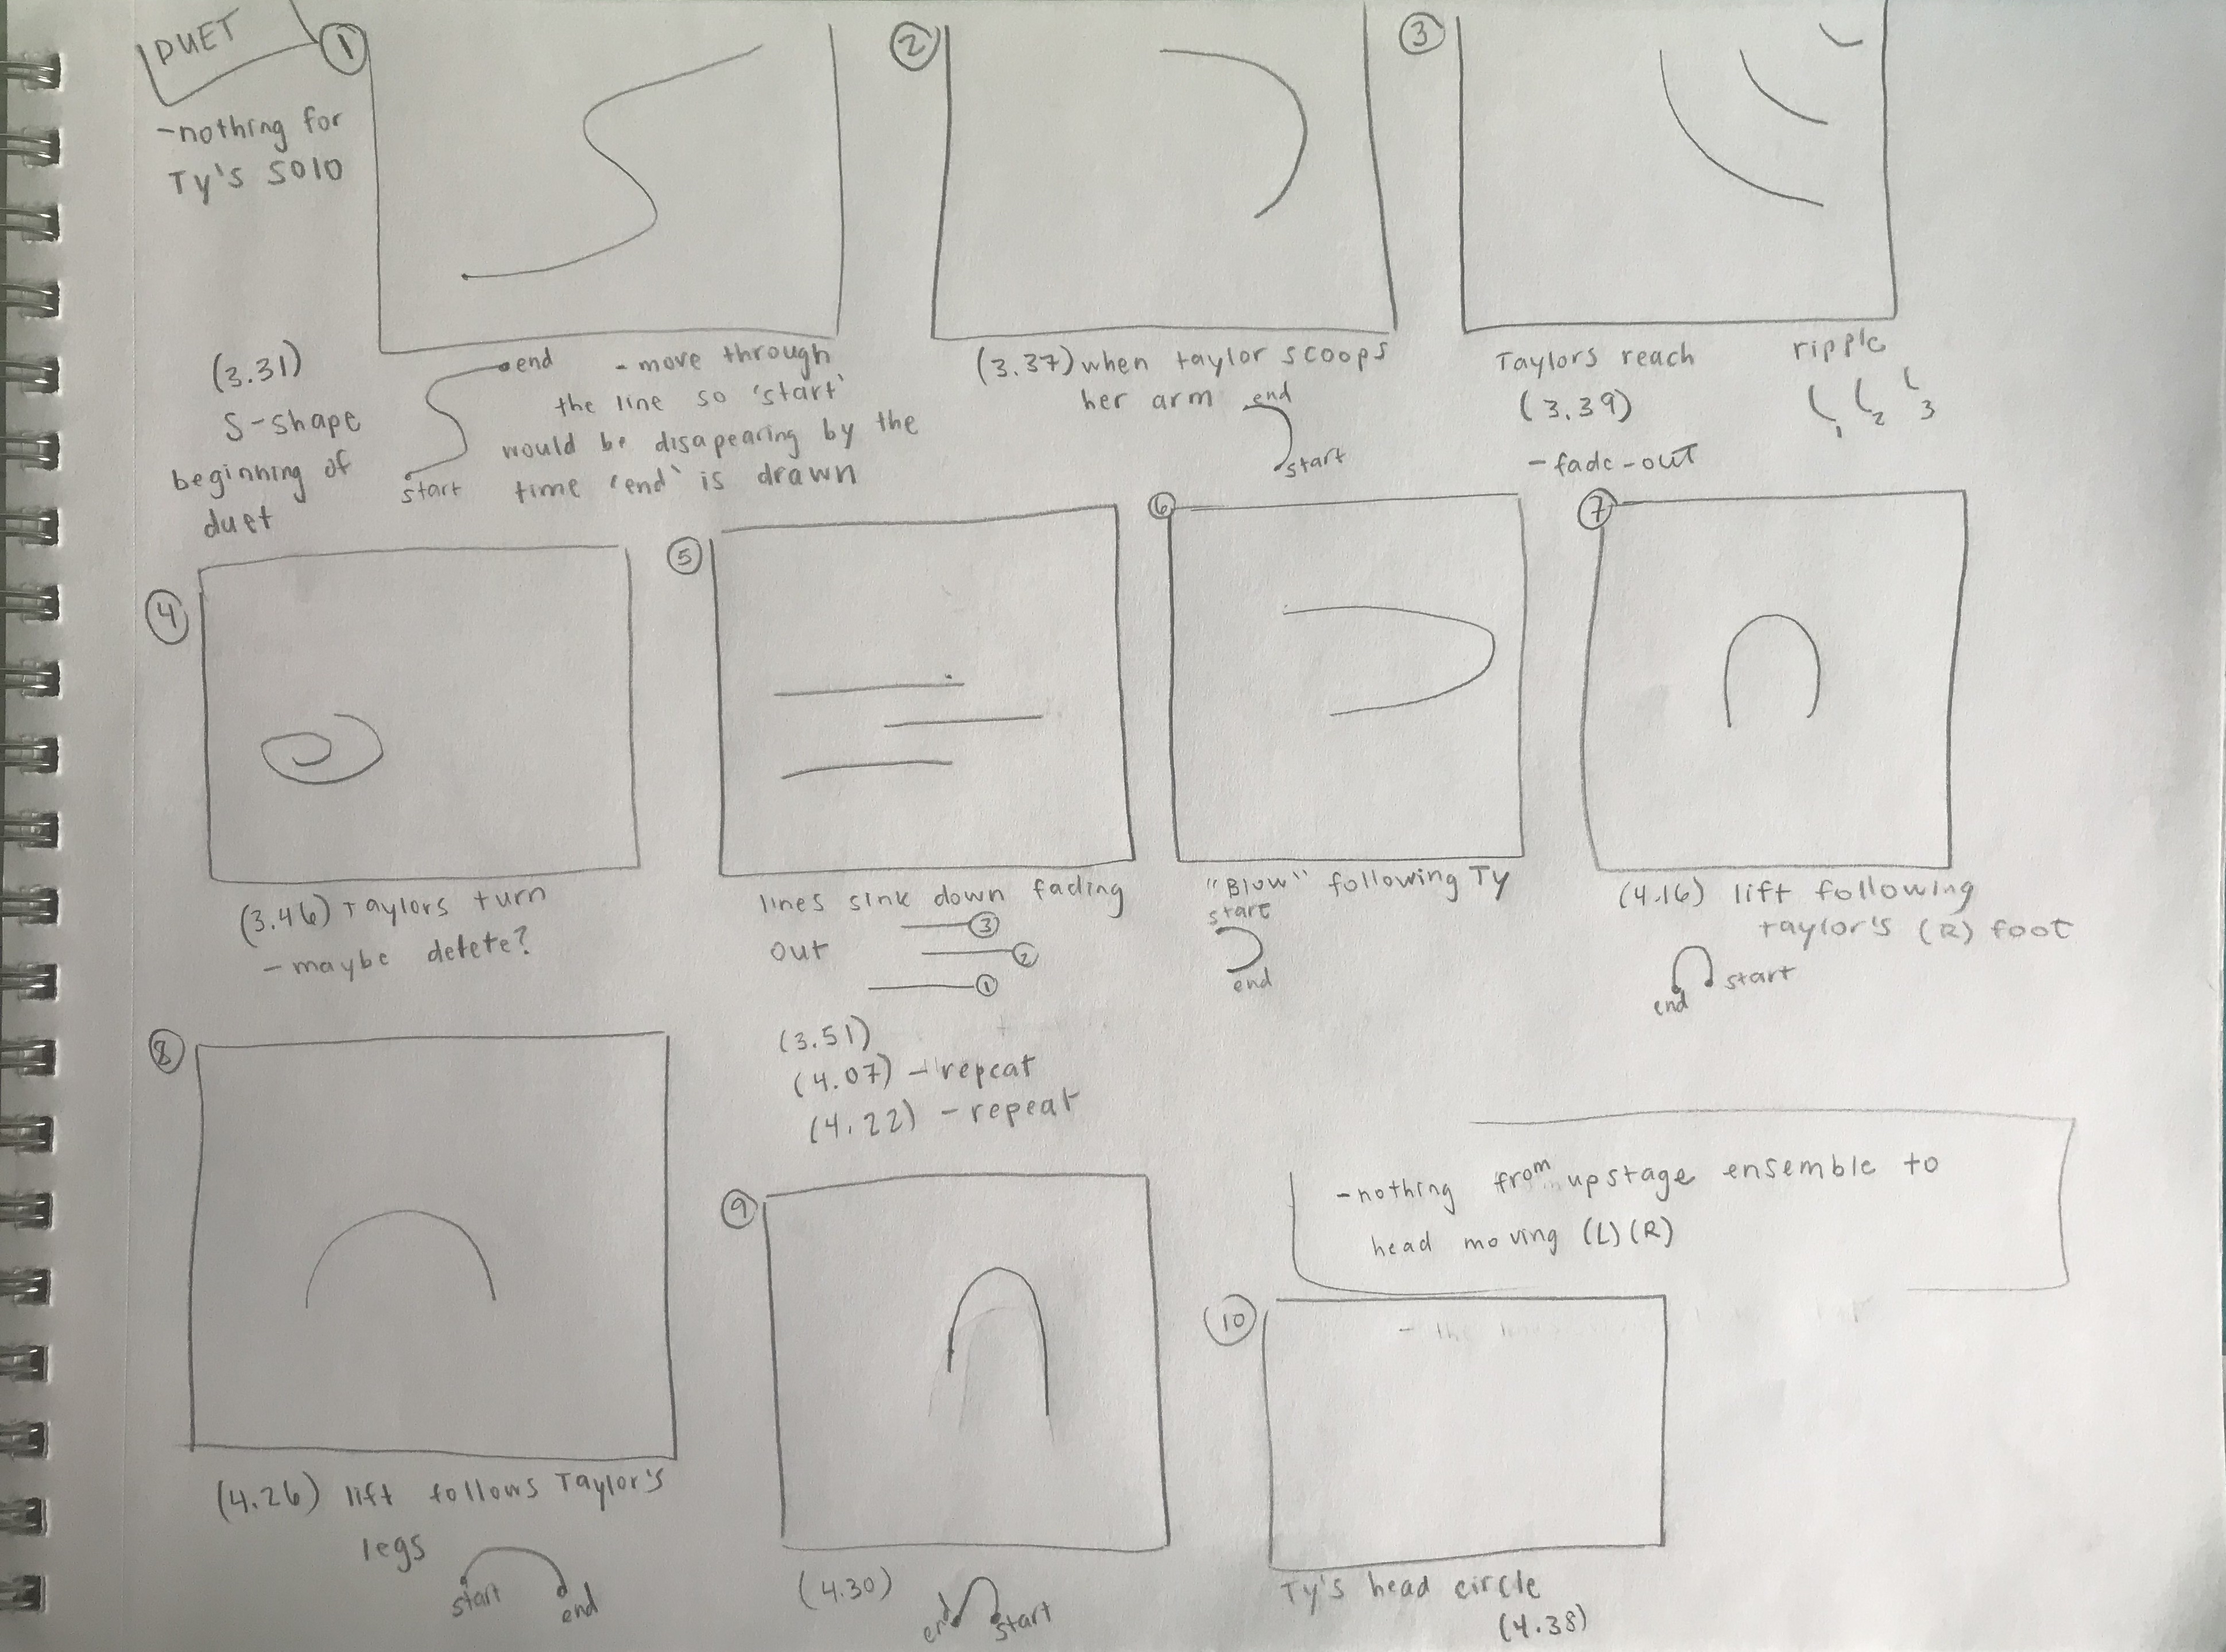 DUET
-nothing for
Ty's solo
①
②
③
(3.31)
S-shape
beginning of
duet
end
start
- move through
the line so 'start'
would be disapearing by the
time 'end' is drawn
(3.37) when taylor scoops
her arm
end
start
Taylors reach
(3.39)
- fade-out
ripple
1 2 3
④
⑤
⑥
⑦
(3.46) Taylors turn
- maybe delete?
lines sink down fading
out
③
②
①
(3.51)
(4.07) - repeat
(4.22) - repeat
"Blow" following Ty
start
end
(4.16) lift following
taylor's (R) foot
end start
⑧
(4.26) lift follows Taylor's
legs
start end
⑨
(4.30)
end start
-nothing from upstage ensemble to
head moving (L)(R)
⑩
Ty's head circle
(4.38)